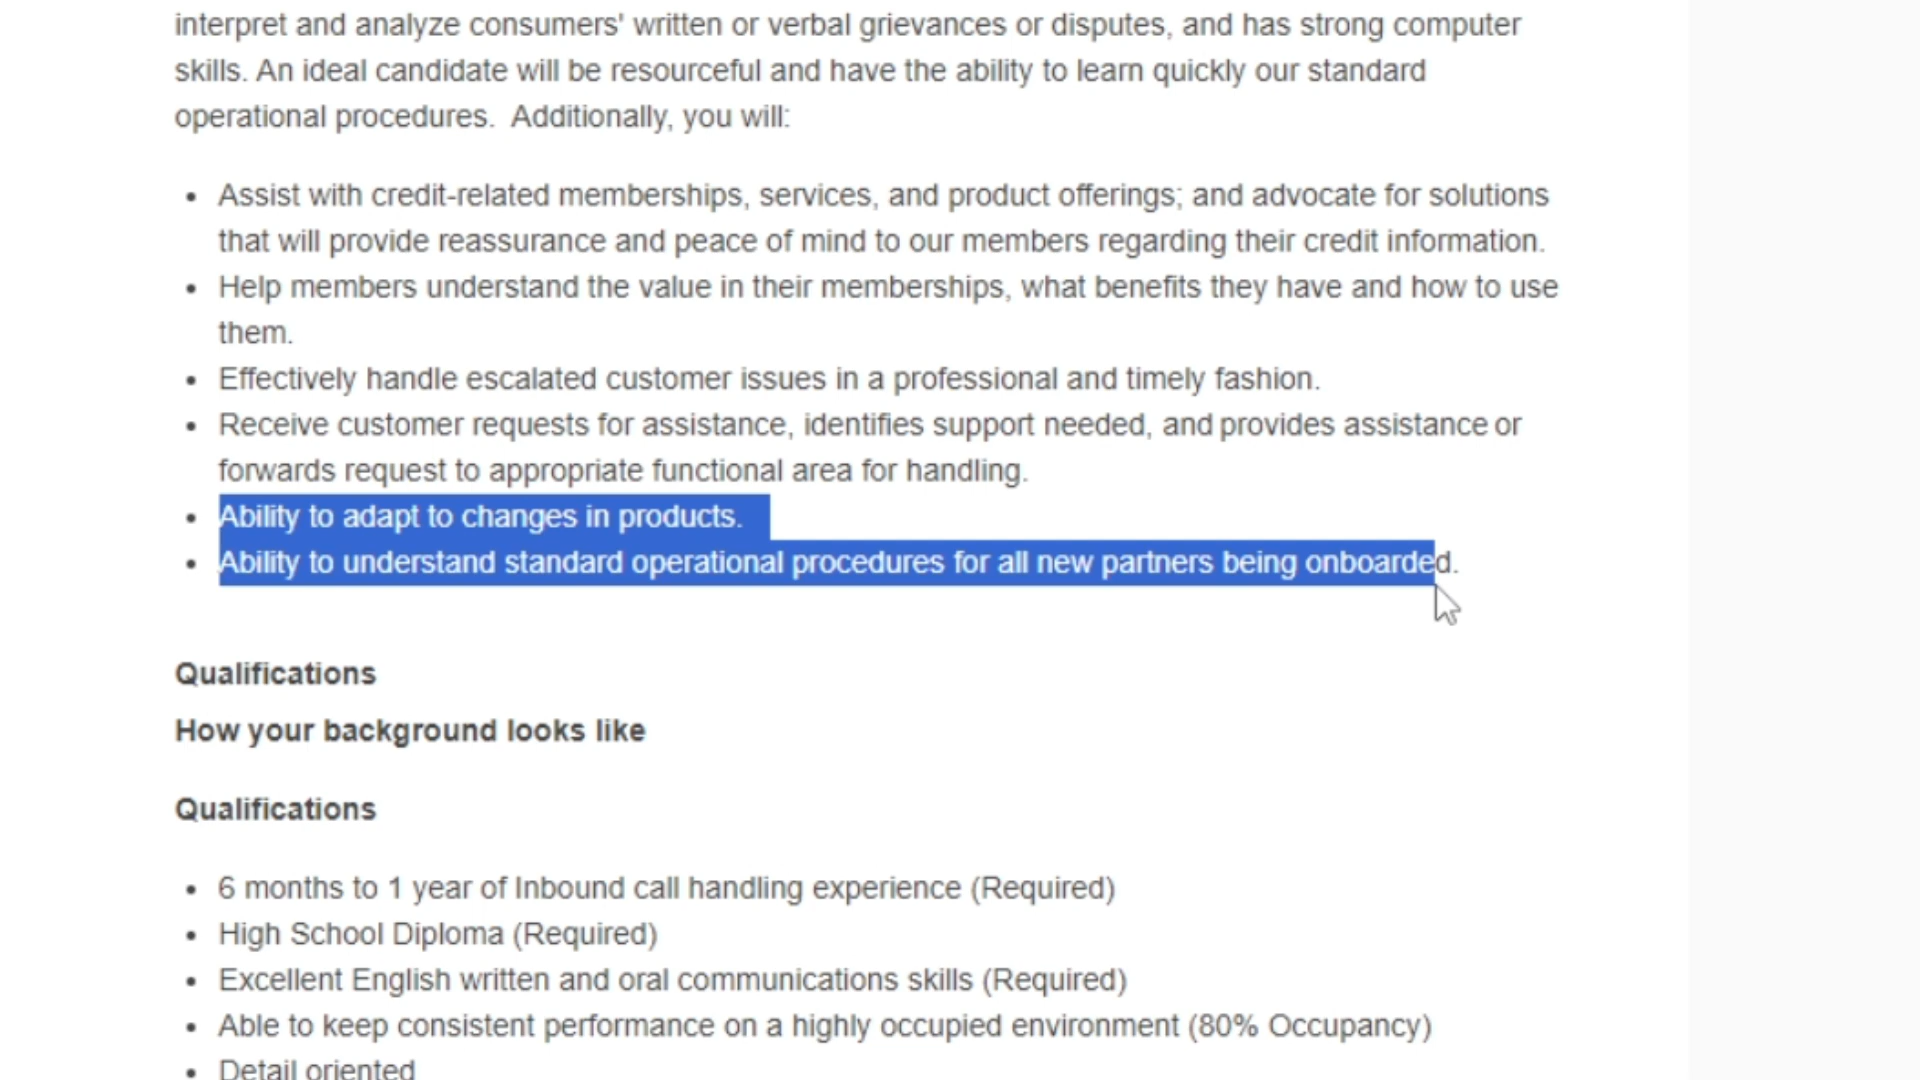 interpret and analyze consumers' written or verbal grievances or disputes, and has strong computer
skills. An ideal candidate will be resourceful and have the ability to learn quickly our standard
operational procedures.  Additionally, you will:
• Assist with credit-related memberships, services, and product offerings; and advocate for solutions
that will provide reassurance and peace of mind to our members regarding their credit information.
• Help members understand the value in their memberships, what benefits they have and how to use
them.
• Effectively handle escalated customer issues in a professional and timely fashion.
• Receive customer requests for assistance, identifies support needed, and provides assistance or
forwards request to appropriate functional area for handling.
• Ability to adapt to changes in products.
• Ability to understand standard operational procedures for all new partners being onboarded.
Qualifications
How your background looks like
Qualifications
• 6 months to 1 year of Inbound call handling experience (Required)
• High School Diploma (Required)
• Excellent English written and oral communications skills (Required)
• Able to keep consistent performance on a highly occupied environment (80% Occupancy)
• Detail oriented